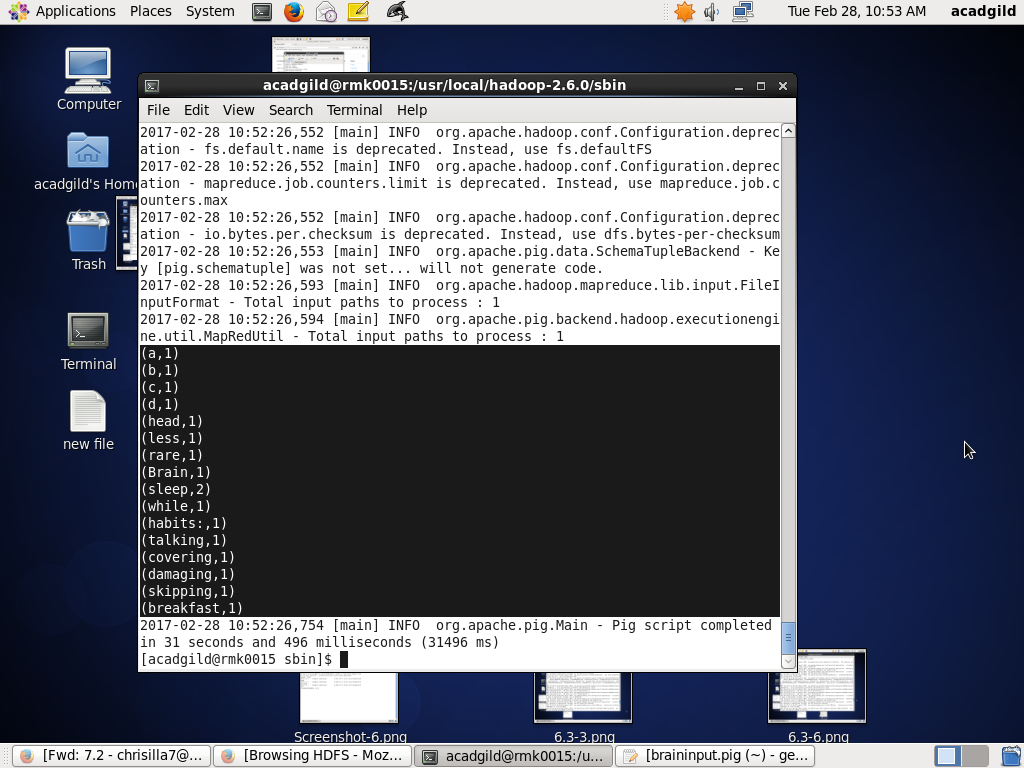 Applications Places System
Tue Feb 28, 10:53 AM acadgild
Computer
acadgild's Hom
Trash
Terminal
new file
acadgild@rmk0015:/usr/local/hadoop-2.6.0/sbin
File Edit View Search Terminal Help
2017-02-28 10:52:26,552 [main] INFO  org.apache.hadoop.conf.Configuration.deprec
ation - fs.default.name is deprecated. Instead, use fs.defaultFS
2017-02-28 10:52:26,552 [main] INFO  org.apache.hadoop.conf.Configuration.deprec
ation - mapreduce.job.counters.limit is deprecated. Instead, use mapreduce.job.c
ounters.max
2017-02-28 10:52:26,552 [main] INFO  org.apache.hadoop.conf.Configuration.deprec
ation - io.bytes.per.checksum is deprecated. Instead, use dfs.bytes-per-checksum
2017-02-28 10:52:26,553 [main] INFO  org.apache.pig.data.SchemaTupleBackend - Ke
y [pig.schematuple] was not set... will not generate code.
2017-02-28 10:52:26,593 [main] INFO  org.apache.hadoop.mapreduce.lib.input.FileI
nputFormat - Total input paths to process : 1
2017-02-28 10:52:26,594 [main] INFO  org.apache.pig.backend.hadoop.executionengi
ne.util.MapRedUtil - Total input paths to process : 1
(a,1)
(b,1)
(c,1)
(d,1)
(head,1)
(less,1)
(rare,1)
(Brain,1)
(sleep,2)
(while,1)
(habits:,1)
(talking,1)
(covering,1)
(damaging,1)
(skipping,1)
(breakfast,1)
2017-02-28 10:52:26,754 [main] INFO  org.apache.pig.Main - Pig script completed
in 31 seconds and 496 milliseconds (31496 ms)
[acadgild@rmk0015 sbin]$
Screenshot-6.png
6.3-3.png
6.3-6.png
[Fwd: 7.2 - chrisilla7@...
[Browsing HDFS - Moz...
acadgild@rmk0015:/u...
[braininput.pig (~) - ge...